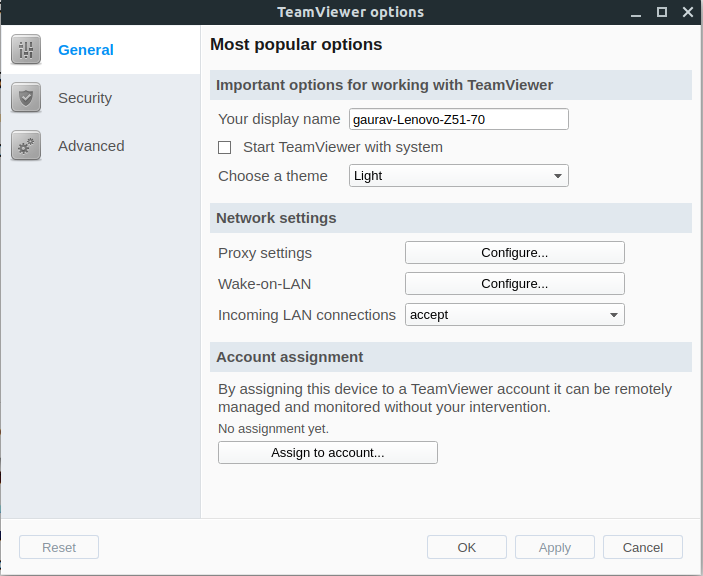 TeamViewer options
General
Security
Advanced
Most popular options
Important options for working with TeamViewer
Your display name gaurav-Lenovo-Z51-70
Start TeamViewer with system
Choose a theme Light
Network settings
Proxy settings Configure...
Wake-on-LAN Configure...
Incoming LAN connections accept
Account assignment
By assigning this device to a TeamViewer account it can be remotely
managed and monitored without your intervention.
No assignment yet.
Assign to account...
Reset OK Apply Cancel